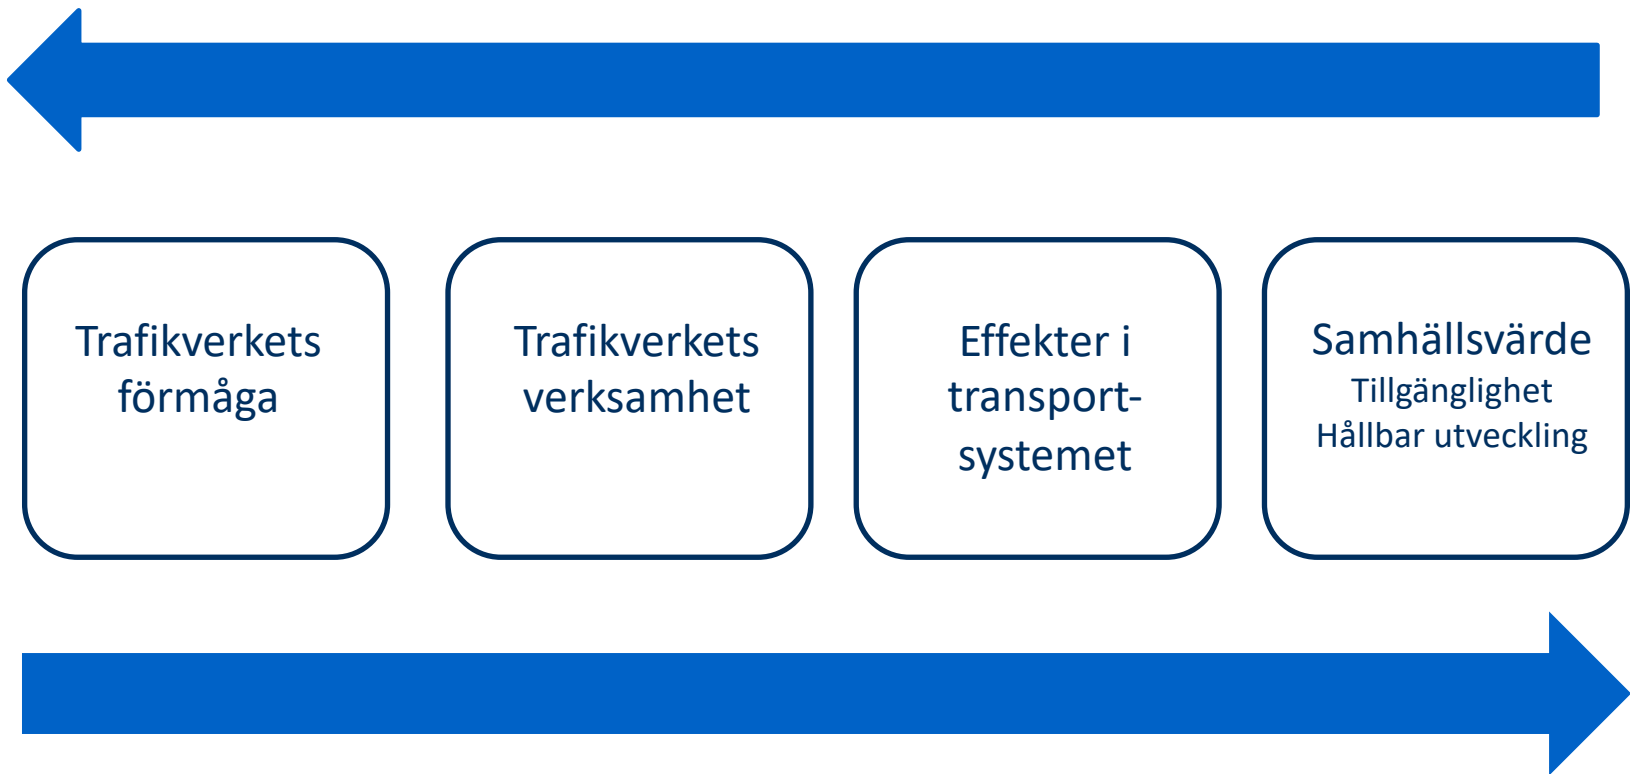 Trafikverkets
förmåga
Trafikverkets
verksamhet
Effekter i
transport-
systemet
Samhällsvärde
Tillgänglighet
Hållbar utveckling